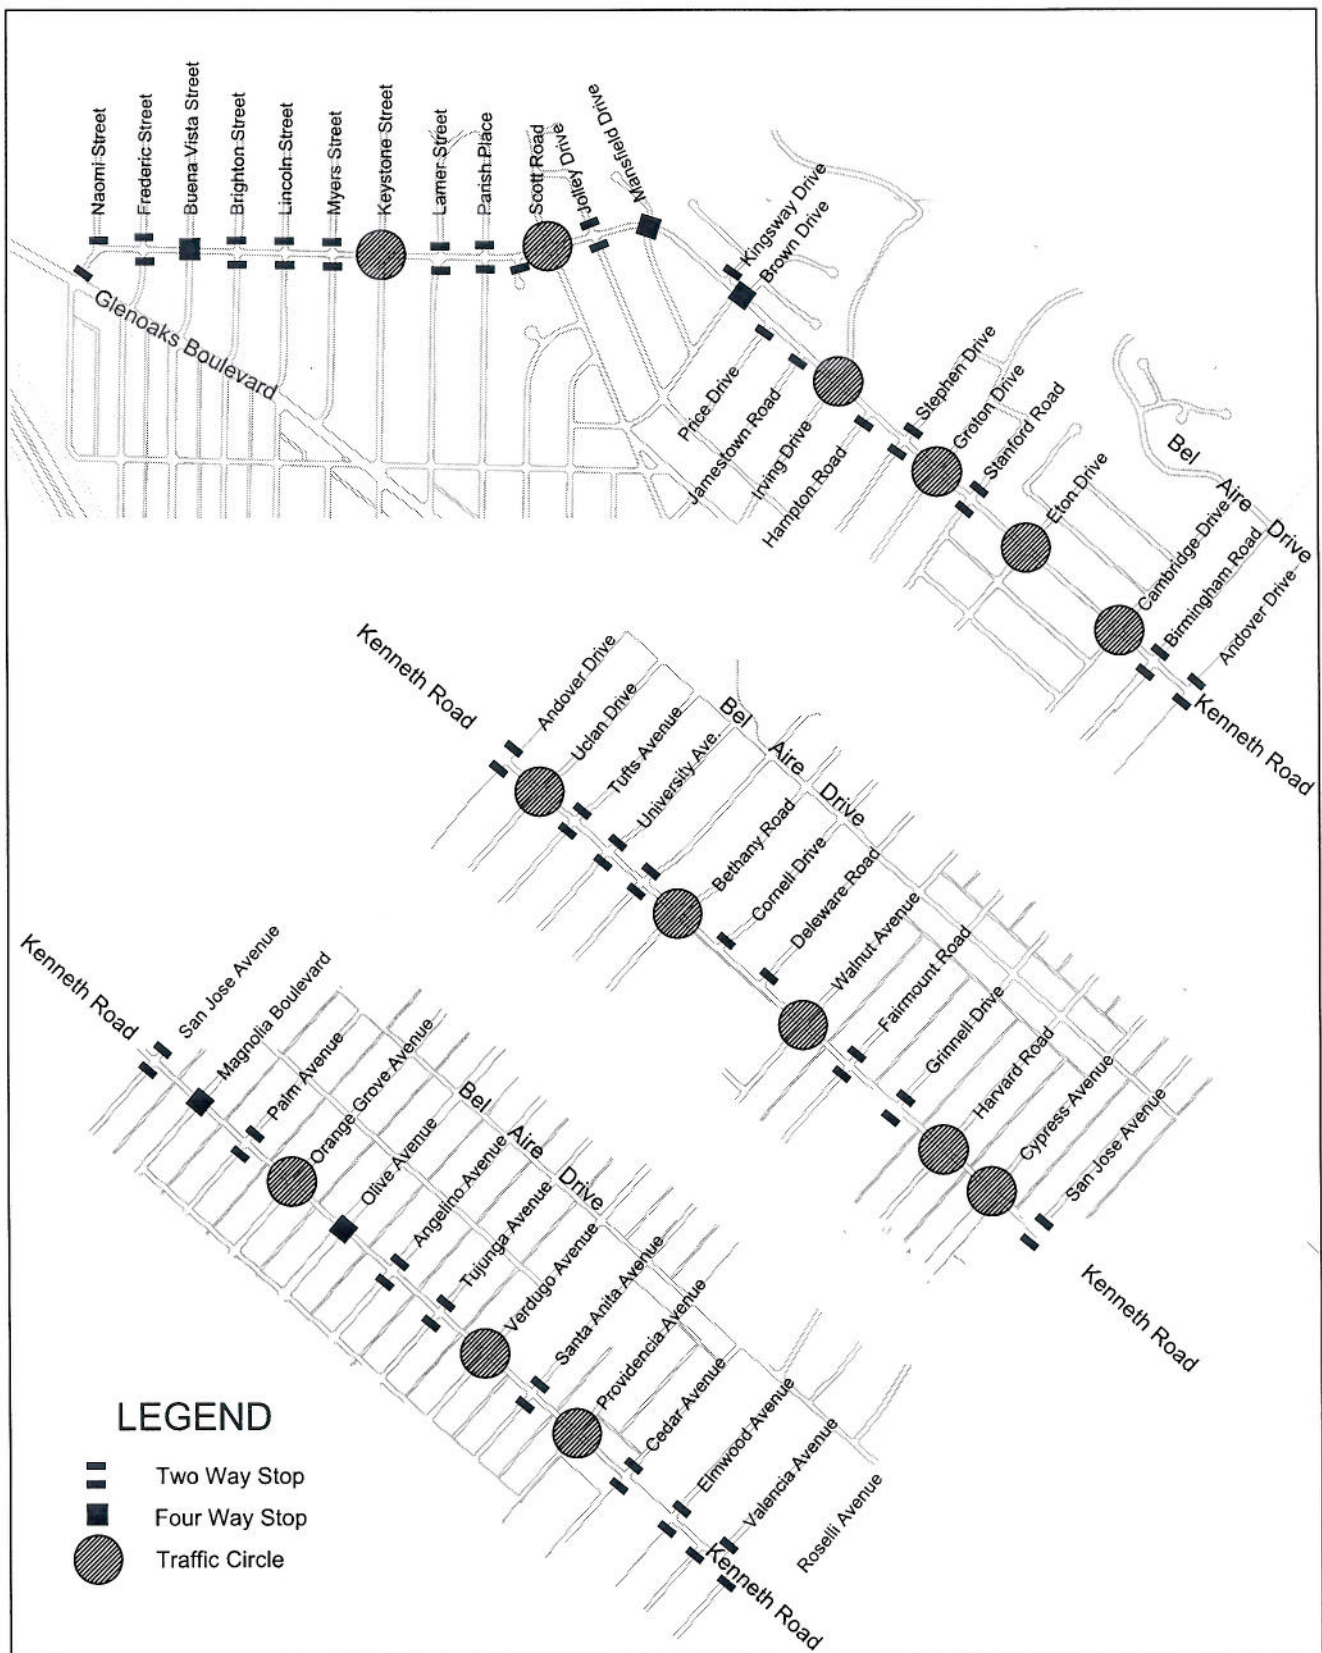 Naomi Street
Frederic Street
Buena Vista Street
Brighton Street
Lincoln Street
Myers Street
Keystone Street
Lamer Street
Parish Place
Scott Road
Jolley Drive
Mansfield Drive
Kingsway Drive
Brown Drive
Glenoaks Boulevard
Price Drive
Jamestown Road
Irving Drive
Hampton Road
Stephen Drive
Groton Drive
Stanford Road
Eton Drive
Bel Aire Drive
Cambridge Drive
Birmingham Road
Andover Drive
Kenneth Road
Kenneth Road
Andover Drive
Uclan Drive
Tufts Avenue
University Ave.
Bel Aire Drive
Bethany Road
Cornell Drive
Deleware Road
Walnut Avenue
Fairmount Road
Grinnell Drive
Harvard Road
Cypress Avenue
San Jose Avenue
Kenneth Road
Kenneth Road
San Jose Avenue
Magnolia Boulevard
Palm Avenue
Orange Grove Avenue
Olive Avenue
Bel Aire Drive
Angelino Avenue
Tujunga Avenue
Verdugo Avenue
Santa Anita Avenue
Providencia Avenue
Cedar Avenue
Elmwood Avenue
Valencia Avenue
Roselli Avenue
Kenneth Road
LEGEND
Two Way Stop
Four Way Stop
Traffic Circle